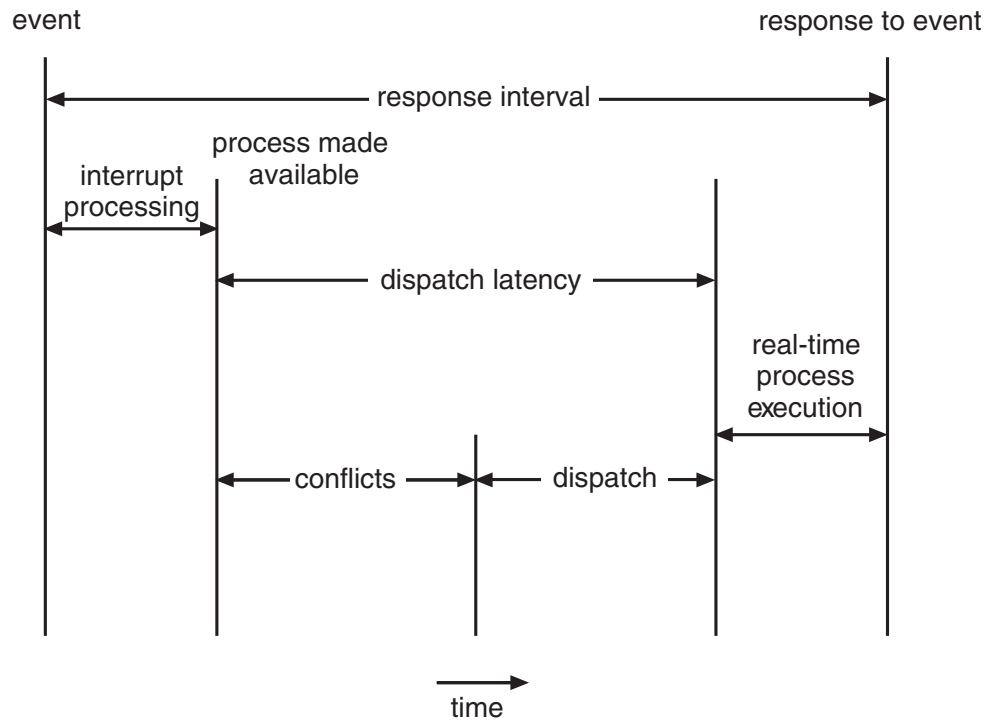 event
response to event
response interval
process made
available
interrupt
processing
dispatch latency
real-time
process
execution
conflicts
dispatch
time